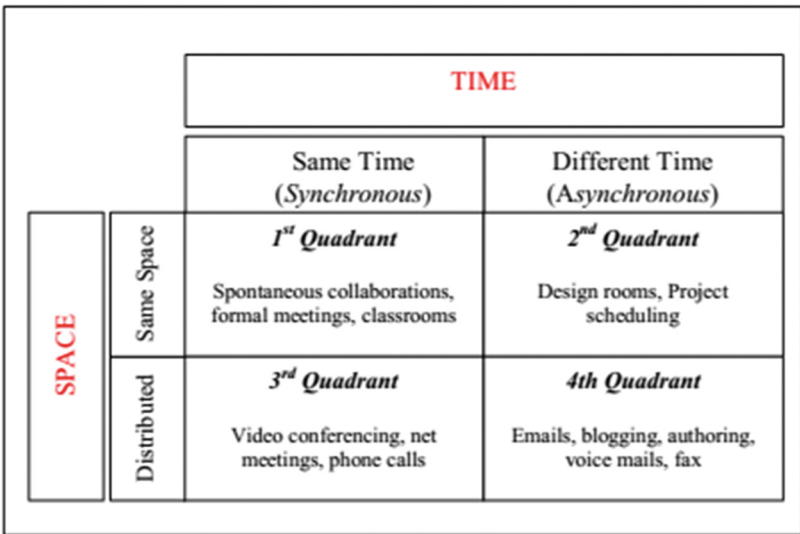 TIME
Same Time
(Synchronous)
Different Time
(Asynchronous)
SPACE
Same Space
1st Quadrant
Spontaneous collaborations,
formal meetings, classrooms
2nd Quadrant
Design rooms, Project
scheduling
Distributed
3rd Quadrant
Video conferencing, net
meetings, phone calls
4th Quadrant
Emails, blogging, authoring,
voice mails, fax